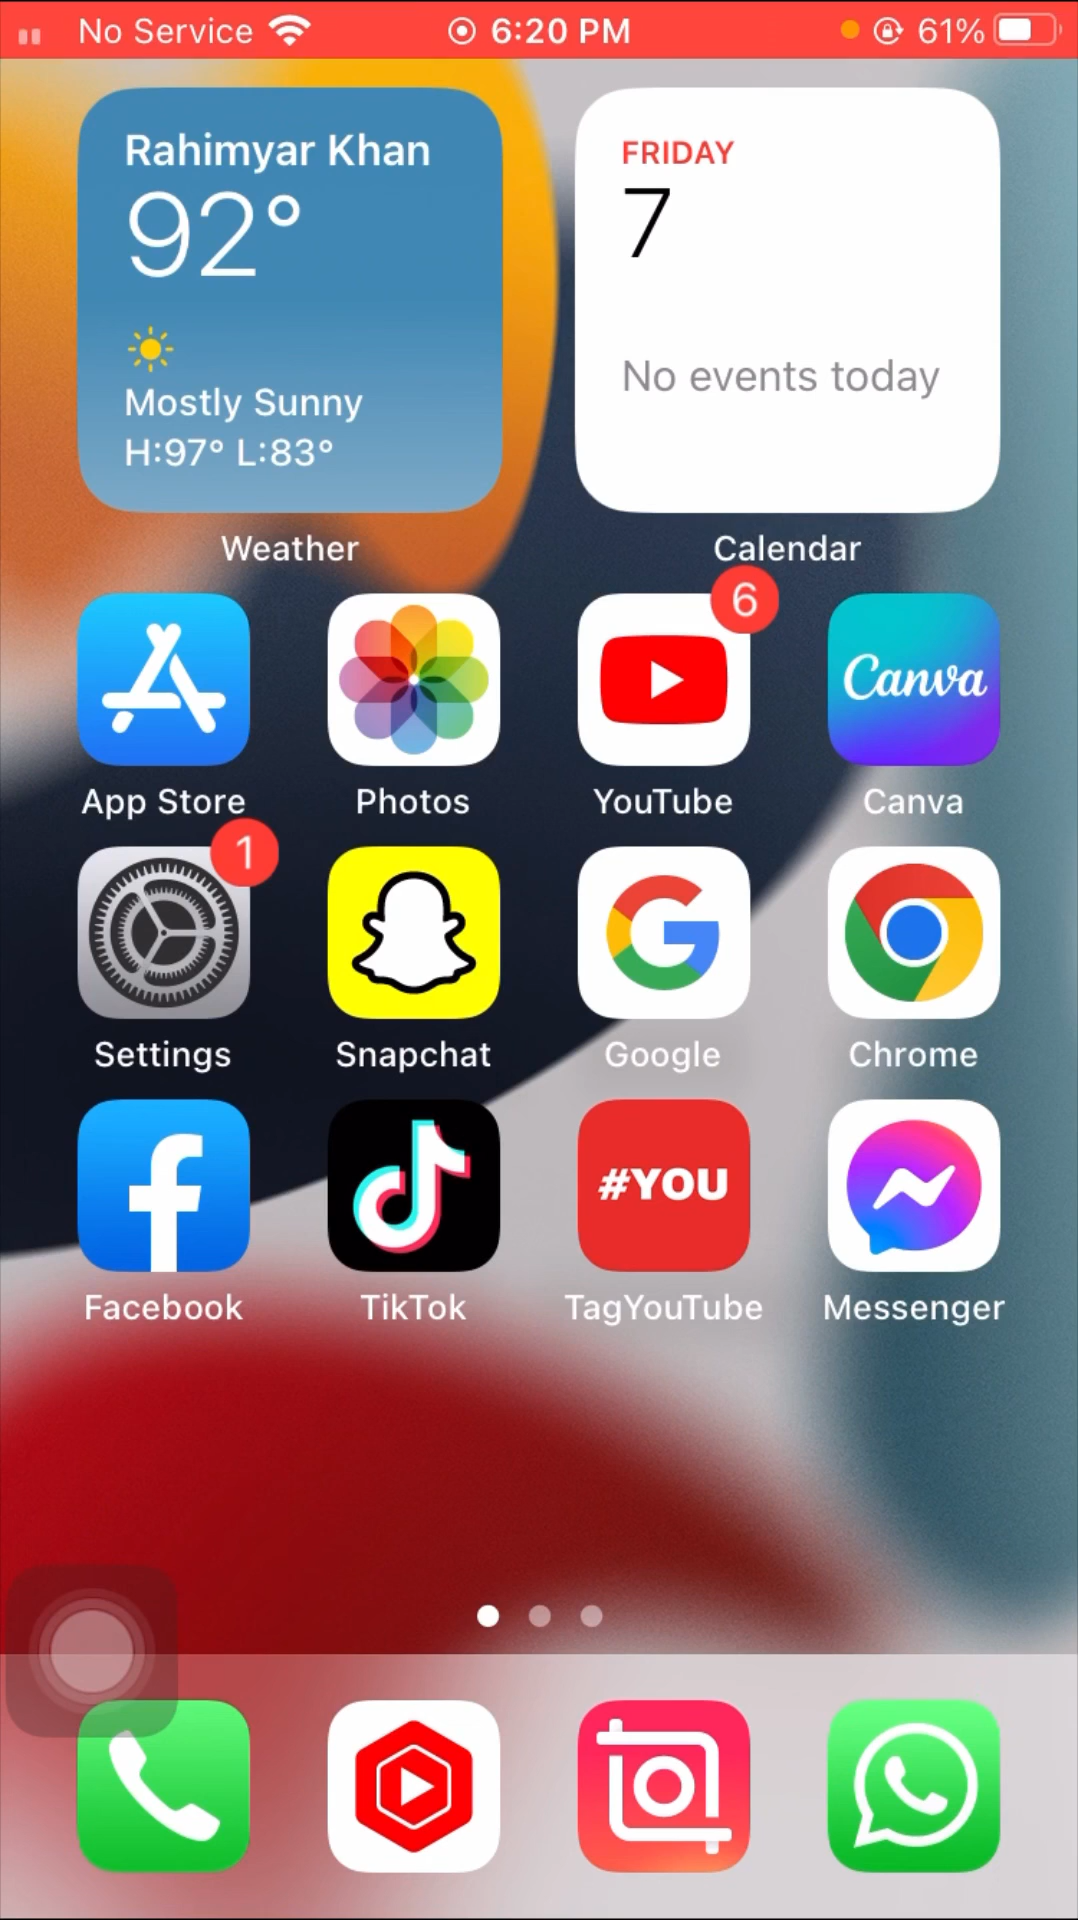 No Service 6:20 PM 61%
Rahimyar Khan
92°
Mostly Sunny
H:97° L:83°
Weather
FRIDAY
7
No events today
Calendar
6
Canva
App Store Photos YouTube Canva
1
Settings Snapchat Google Chrome
#YOU
Facebook TikTok TagYouTube Messenger